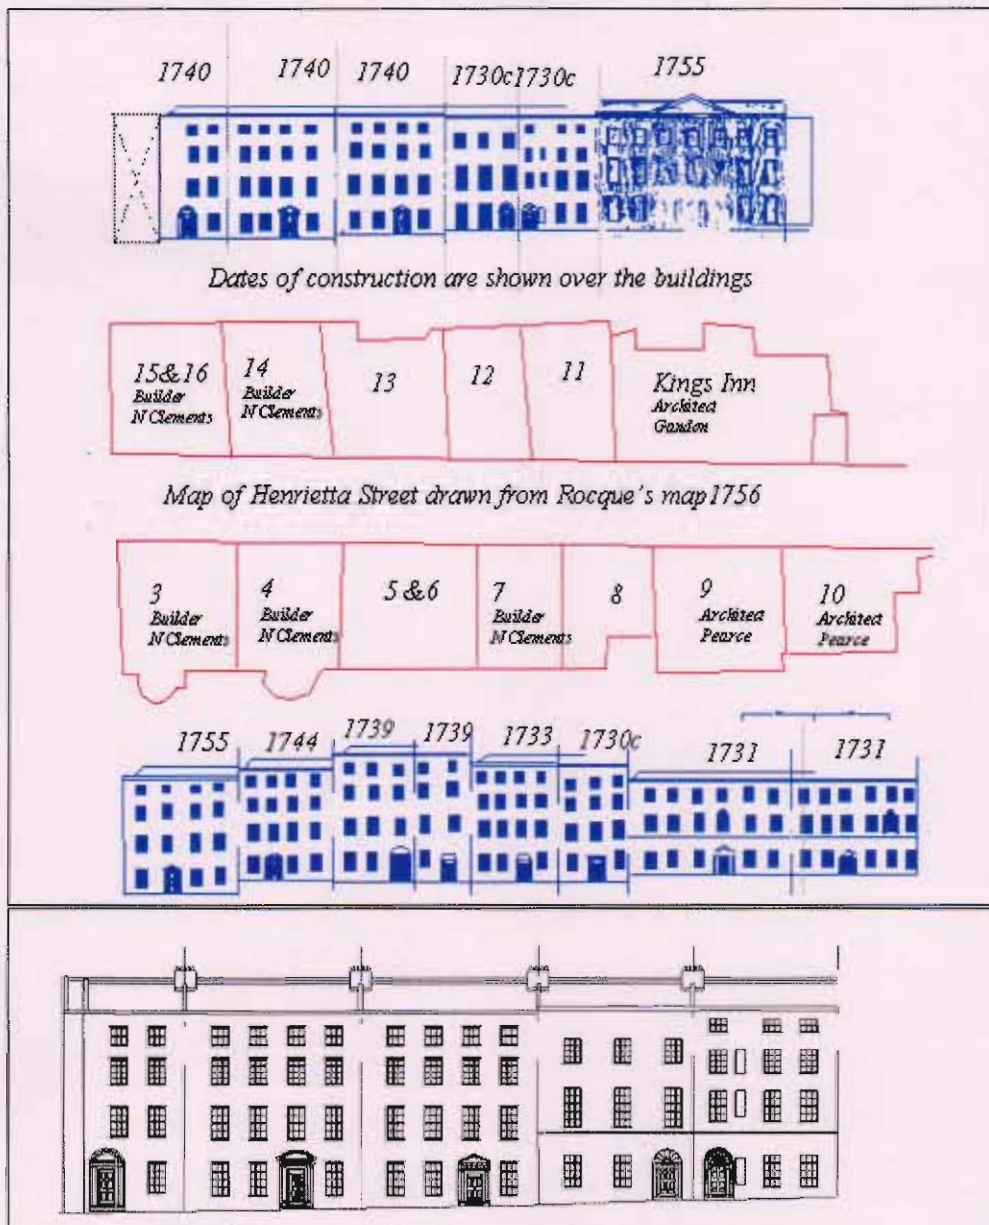 1740 1740 1740 1730c 1730c 1755
Dates of construction are shown over the buildings
15&16
Builder
N Clements
14
Builder
N Clements
13
12
11
Kings Inn
Architect
Gandon
Map of Henrietta Street drawn from Rocque's map 1756
3
Builder
N Clements
4
Builder
N Clements
5 & 6
7
Builder
N Clements
8
9
Architect
Pearce
10
Architect
Pearce
1755 1744 1739 1739 1733 1730c 1731 1731